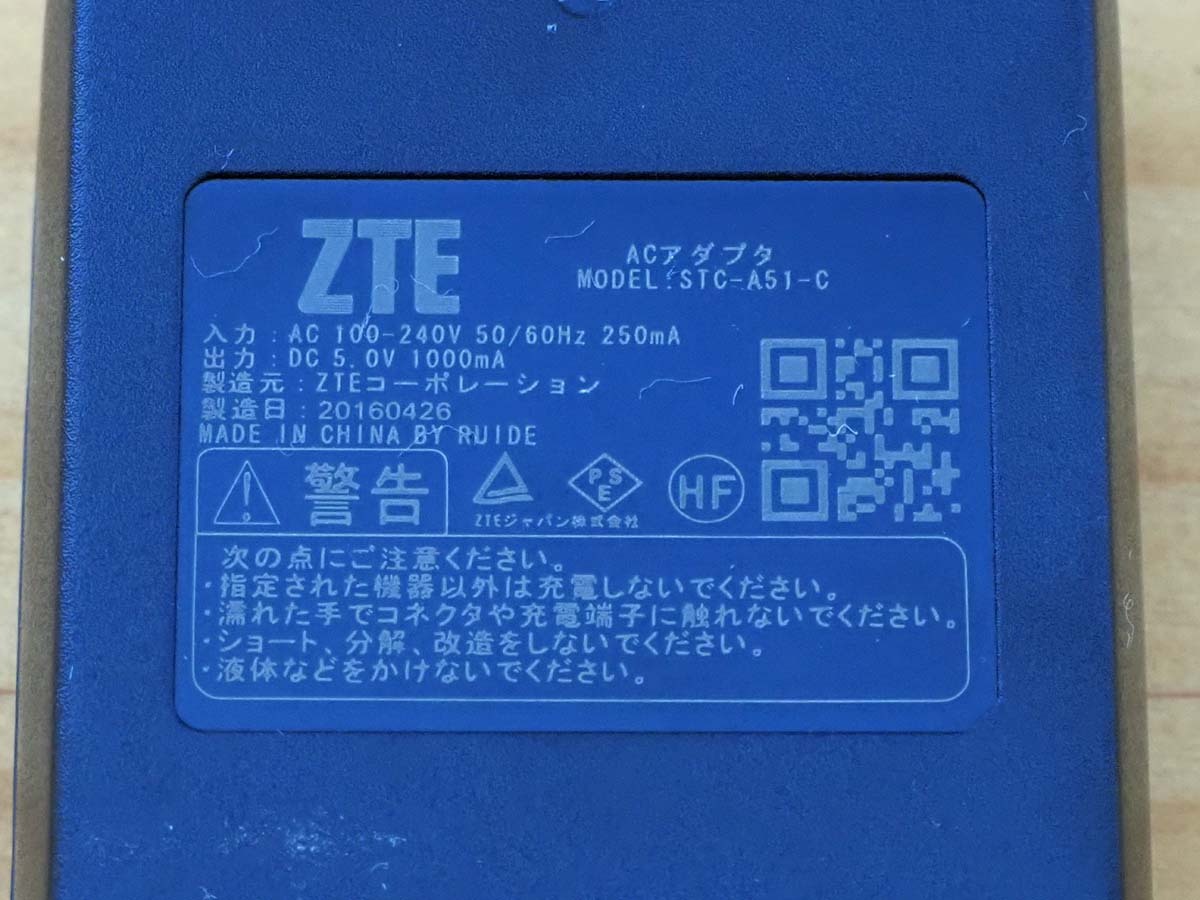 ZTE
ACアダプタ
MODEL:STC-A51-C
入力:AC 100-240V 50/60Hz 250mA
出力:DC 5.0V 1000mA
製造元:ZTEコーポレーション
製造日:20160426
MADE IN CHINA BY RUIDE
警告
PSE
ZTEジャパン株式会社
HF
次の点にご注意ください。
・指定された機器以外は充電しないでください。
・濡れた手でコネクタや充電端子に触れないでください。
・ショート、分解、改造をしないでください。
・液体などをかけないでください。